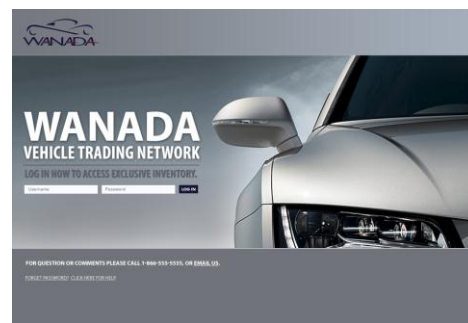 WANADA
WANADA
VEHICLE TRADING NETWORK
LOG IN NOW TO ACCESS EXCLUSIVE INVENTORY.
Username Password LOG IN
FOR QUESTION OR COMMENTS PLEASE CALL 1-866-555-5555, OR EMAIL US.
FORGET PASSWORD? CLICK HERE FOR HELP